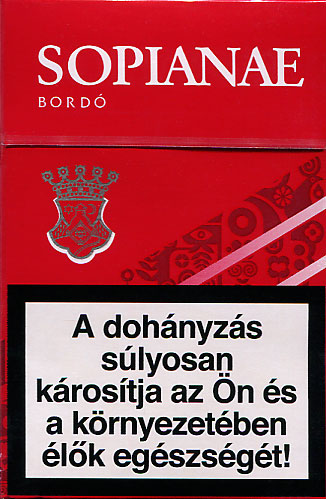 SOPIANAE
BORDÓ
A dohányzás
súlyosan
károsítja az Ön és
a környezetében
élők egészségét!